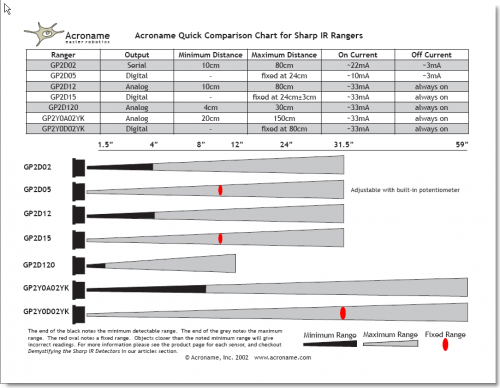 Acroname
easier robotics
Acroname Quick Comparison Chart for Sharp IR Rangers
Ranger Output Minimum Distance Maximum Distance On Current Off Current
GP2D02 Serial 10cm 80cm ~22mA ~3mA
GP2D05 Digital - fixed at 24cm ~10mA ~3mA
GP2D12 Analog 10cm 80cm ~33mA always on
GP2D15 Digital - fixed at 24cm±3cm ~33mA always on
GP2D120 Analog 4cm 30cm ~33mA always on
GP2Y0A02YK Analog 20cm 150cm ~33mA always on
GP2Y0D02YK Digital - fixed at 80cm ~33mA always on
1.5" 4" 8" 12" 24" 31.5" 59"
GP2D02
GP2D05 Adjustable with built-in potentiometer
GP2D12
GP2D15
GP2D120
GP2Y0A02YK
GP2Y0D02YK
The end of the black notes the minimum detectable range. The end of the grey notes the maximum
range. The red oval notes a fixed range. Objects closer than the noted minimum range will give
incorrect readings. For more information please see the product page for each sensor, and checkout
Demystifying the Sharp IR Detectors in our articles section.
Minimum Range Maximum Range Fixed Range
© Acroname, Inc. 2002 www.acroname.com